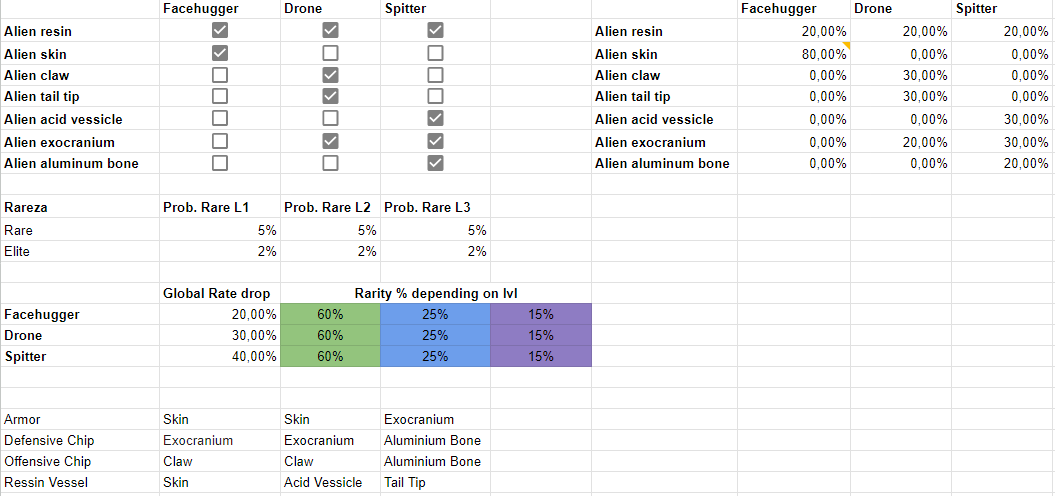 Facehugger Drone Spitter Facehugger Drone Spitter
Alien resin Alien resin 20,00% 20,00% 20,00%
Alien skin Alien skin 80,00% 0,00% 0,00%
Alien claw Alien claw 0,00% 30,00% 0,00%
Alien tail tip Alien tail tip 0,00% 30,00% 0,00%
Alien acid vessicle Alien acid vessicle 0,00% 0,00% 30,00%
Alien exocranium Alien exocranium 0,00% 20,00% 30,00%
Alien aluminum bone Alien aluminum bone 0,00% 0,00% 20,00%
Rareza Prob. Rare L1 Prob. Rare L2 Prob. Rare L3
Rare 5% 5% 5%
Elite 2% 2% 2%
Global Rate drop Rarity % depending on lvl
Facehugger 20,00% 60% 25% 15%
Drone 30,00% 60% 25% 15%
Spitter 40,00% 60% 25% 15%
Armor Skin Skin Exocranium
Defensive Chip Exocranium Exocranium Aluminium Bone
Offensive Chip Claw Claw Aluminium Bone
Ressin Vessel Skin Acid Vessicle Tail Tip